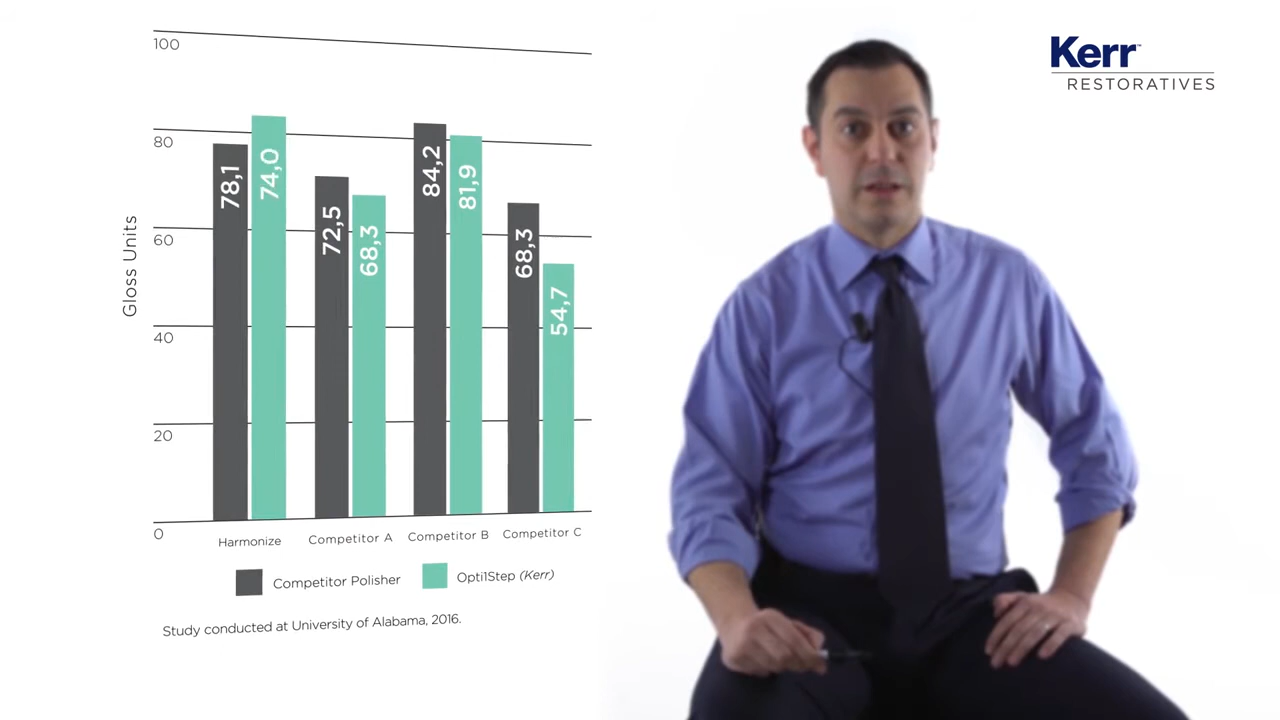 Kerr™
RESTORATIVES
100
80
60
40
20
0
Gloss Units
78,1
74,0
72,5
68,3
84,2
81,9
68,3
54,7
Harmonize
Competitor A
Competitor B
Competitor C
Competitor Polisher
Opti1Step (Kerr)
Study conducted at University of Alabama, 2016.